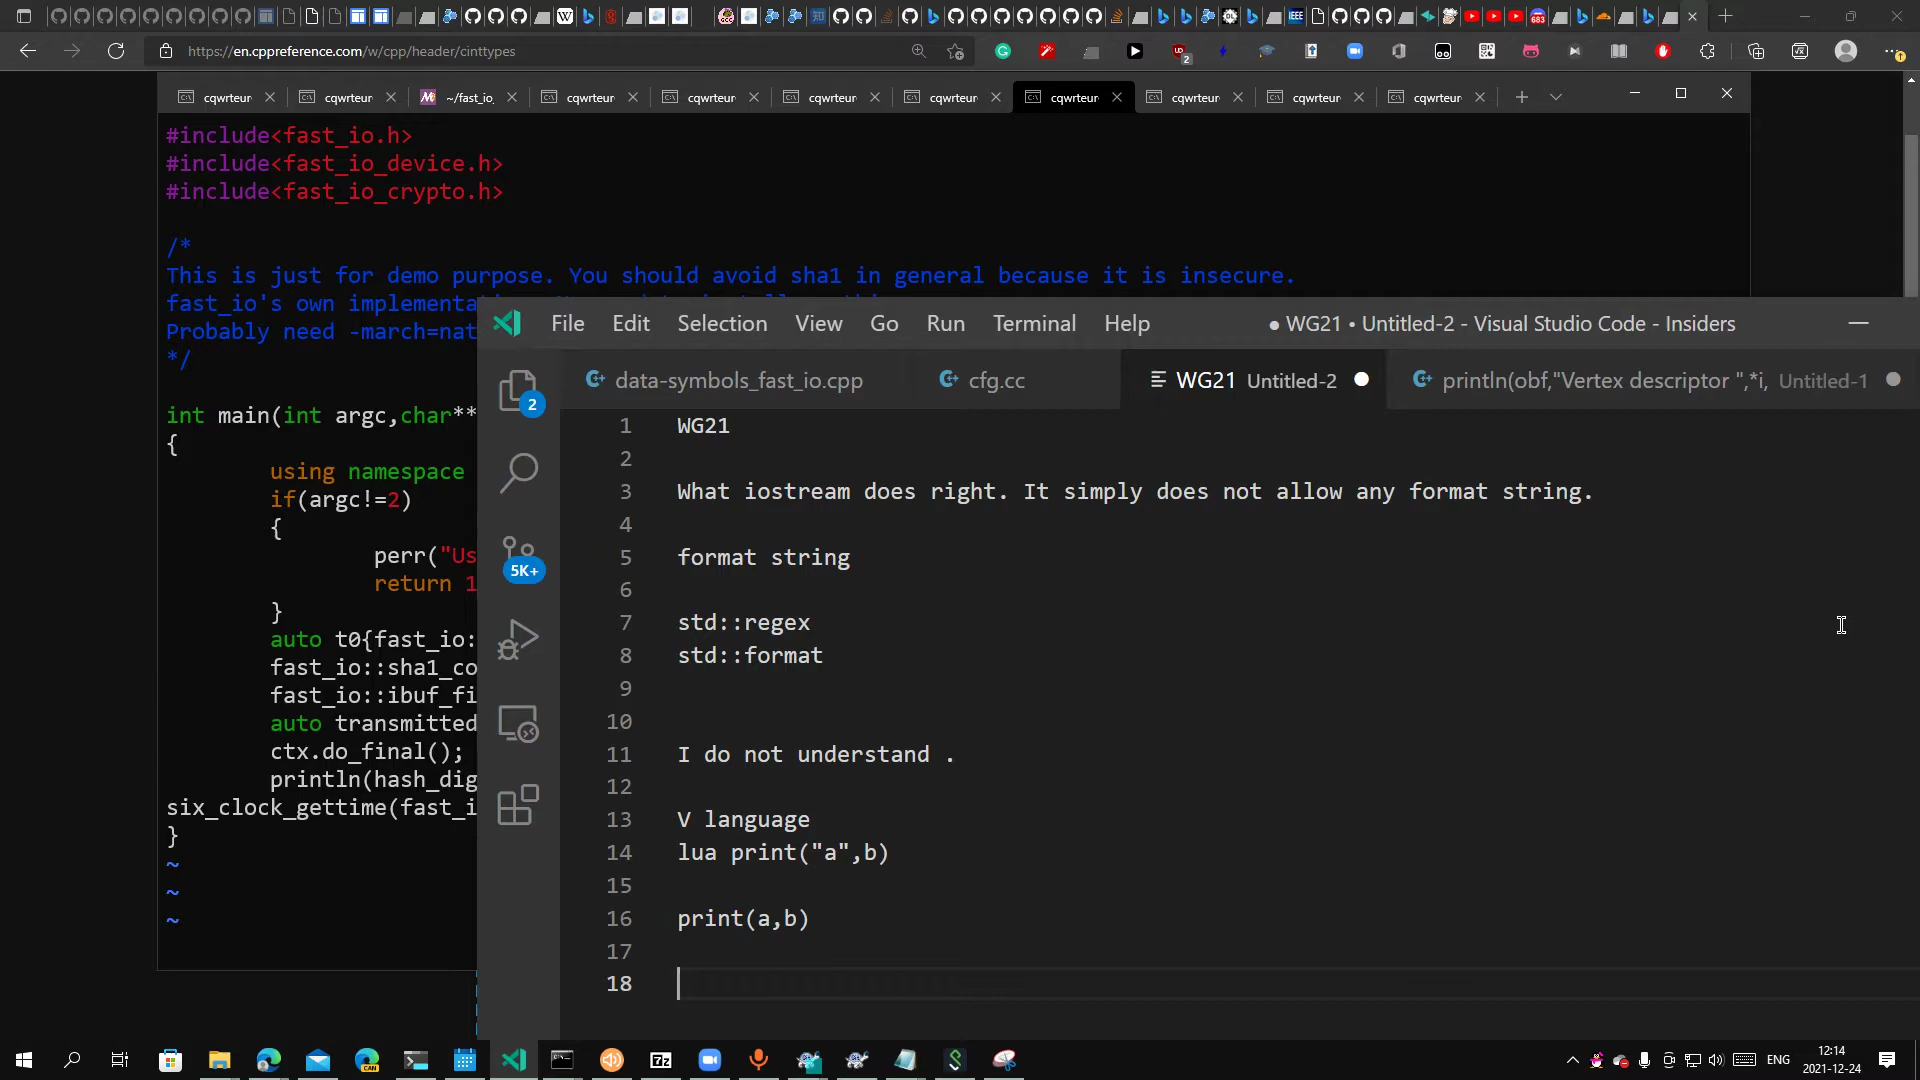 https://en.cppreference.com/w/cpp/header/cinttypes
2
683
cqwrteur
cqwrteur
~/fast_io
cqwrteur
cqwrteur
cqwrteur
cqwrteur
cqwrteur
cqwrteur
cqwrteur
cqwrteur
#include<fast_io.h>
#include<fast_io_device.h>
#include<fast_io_crypto.h>
/*
This is just for demo purpose. You should avoid sha1 in general because it is insecure.
fast_io's own implementa
Probably need -march=nat
*/
int main(int argc,char**
{
using namespace
if(argc!=2)
{
perr("Us
return 1
}
auto t0{fast_io:
fast_io::sha1_co
fast_io::ibuf_fi
auto transmitted
ctx.do_final();
println(hash_dig
six_clock_gettime(fast_i
}
~
~
~
File Edit Selection View Go Run Terminal Help
● WG21 • Untitled-2 - Visual Studio Code - Insiders
data-symbols_fast_io.cpp
cfg.cc
WG21 Untitled-2
println(obf,"Vertex descriptor ",*i, Untitled-1
2
5K+
1 WG21
2
3 What iostream does right. It simply does not allow any format string.
4
5 format string
6
7 std::regex
8 std::format
9
10
11 I do not understand .
12
13 V language
14 lua print("a",b)
15
16 print(a,b)
17
18
CAN
7z
ENG
12:14
2021-12-24